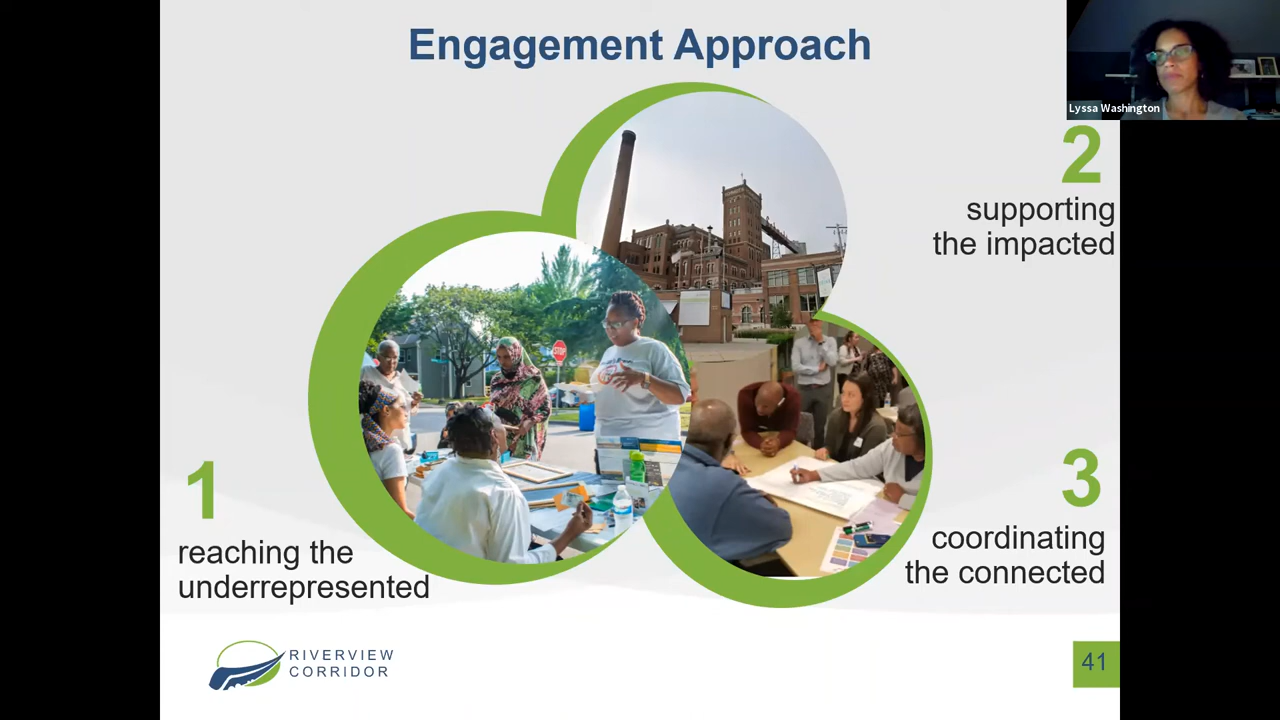 Engagement Approach
Lyssa Washington
2
supporting
the impacted
STOP
1
reaching the
underrepresented
3
coordinating
the connected
RIVERVIEW
CORRIDOR
41